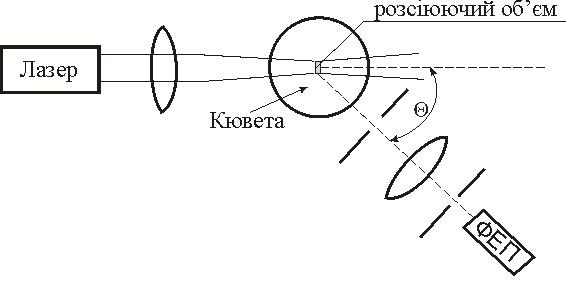 розсіюючий об’єм
Лазер
Кювета
Θ
ФЕП